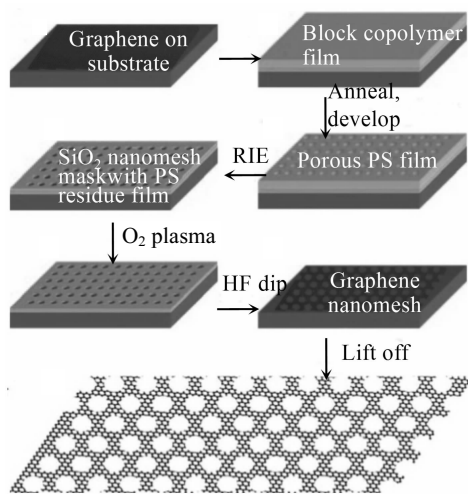 Graphene on
substrate
Block copolymer
film
Anneal,
develop
Porous PS film
RIE
SiO₂ nanomesh
maskwith PS
residue film
O₂ plasma
HF dip
Graphene
nanomesh
Lift off